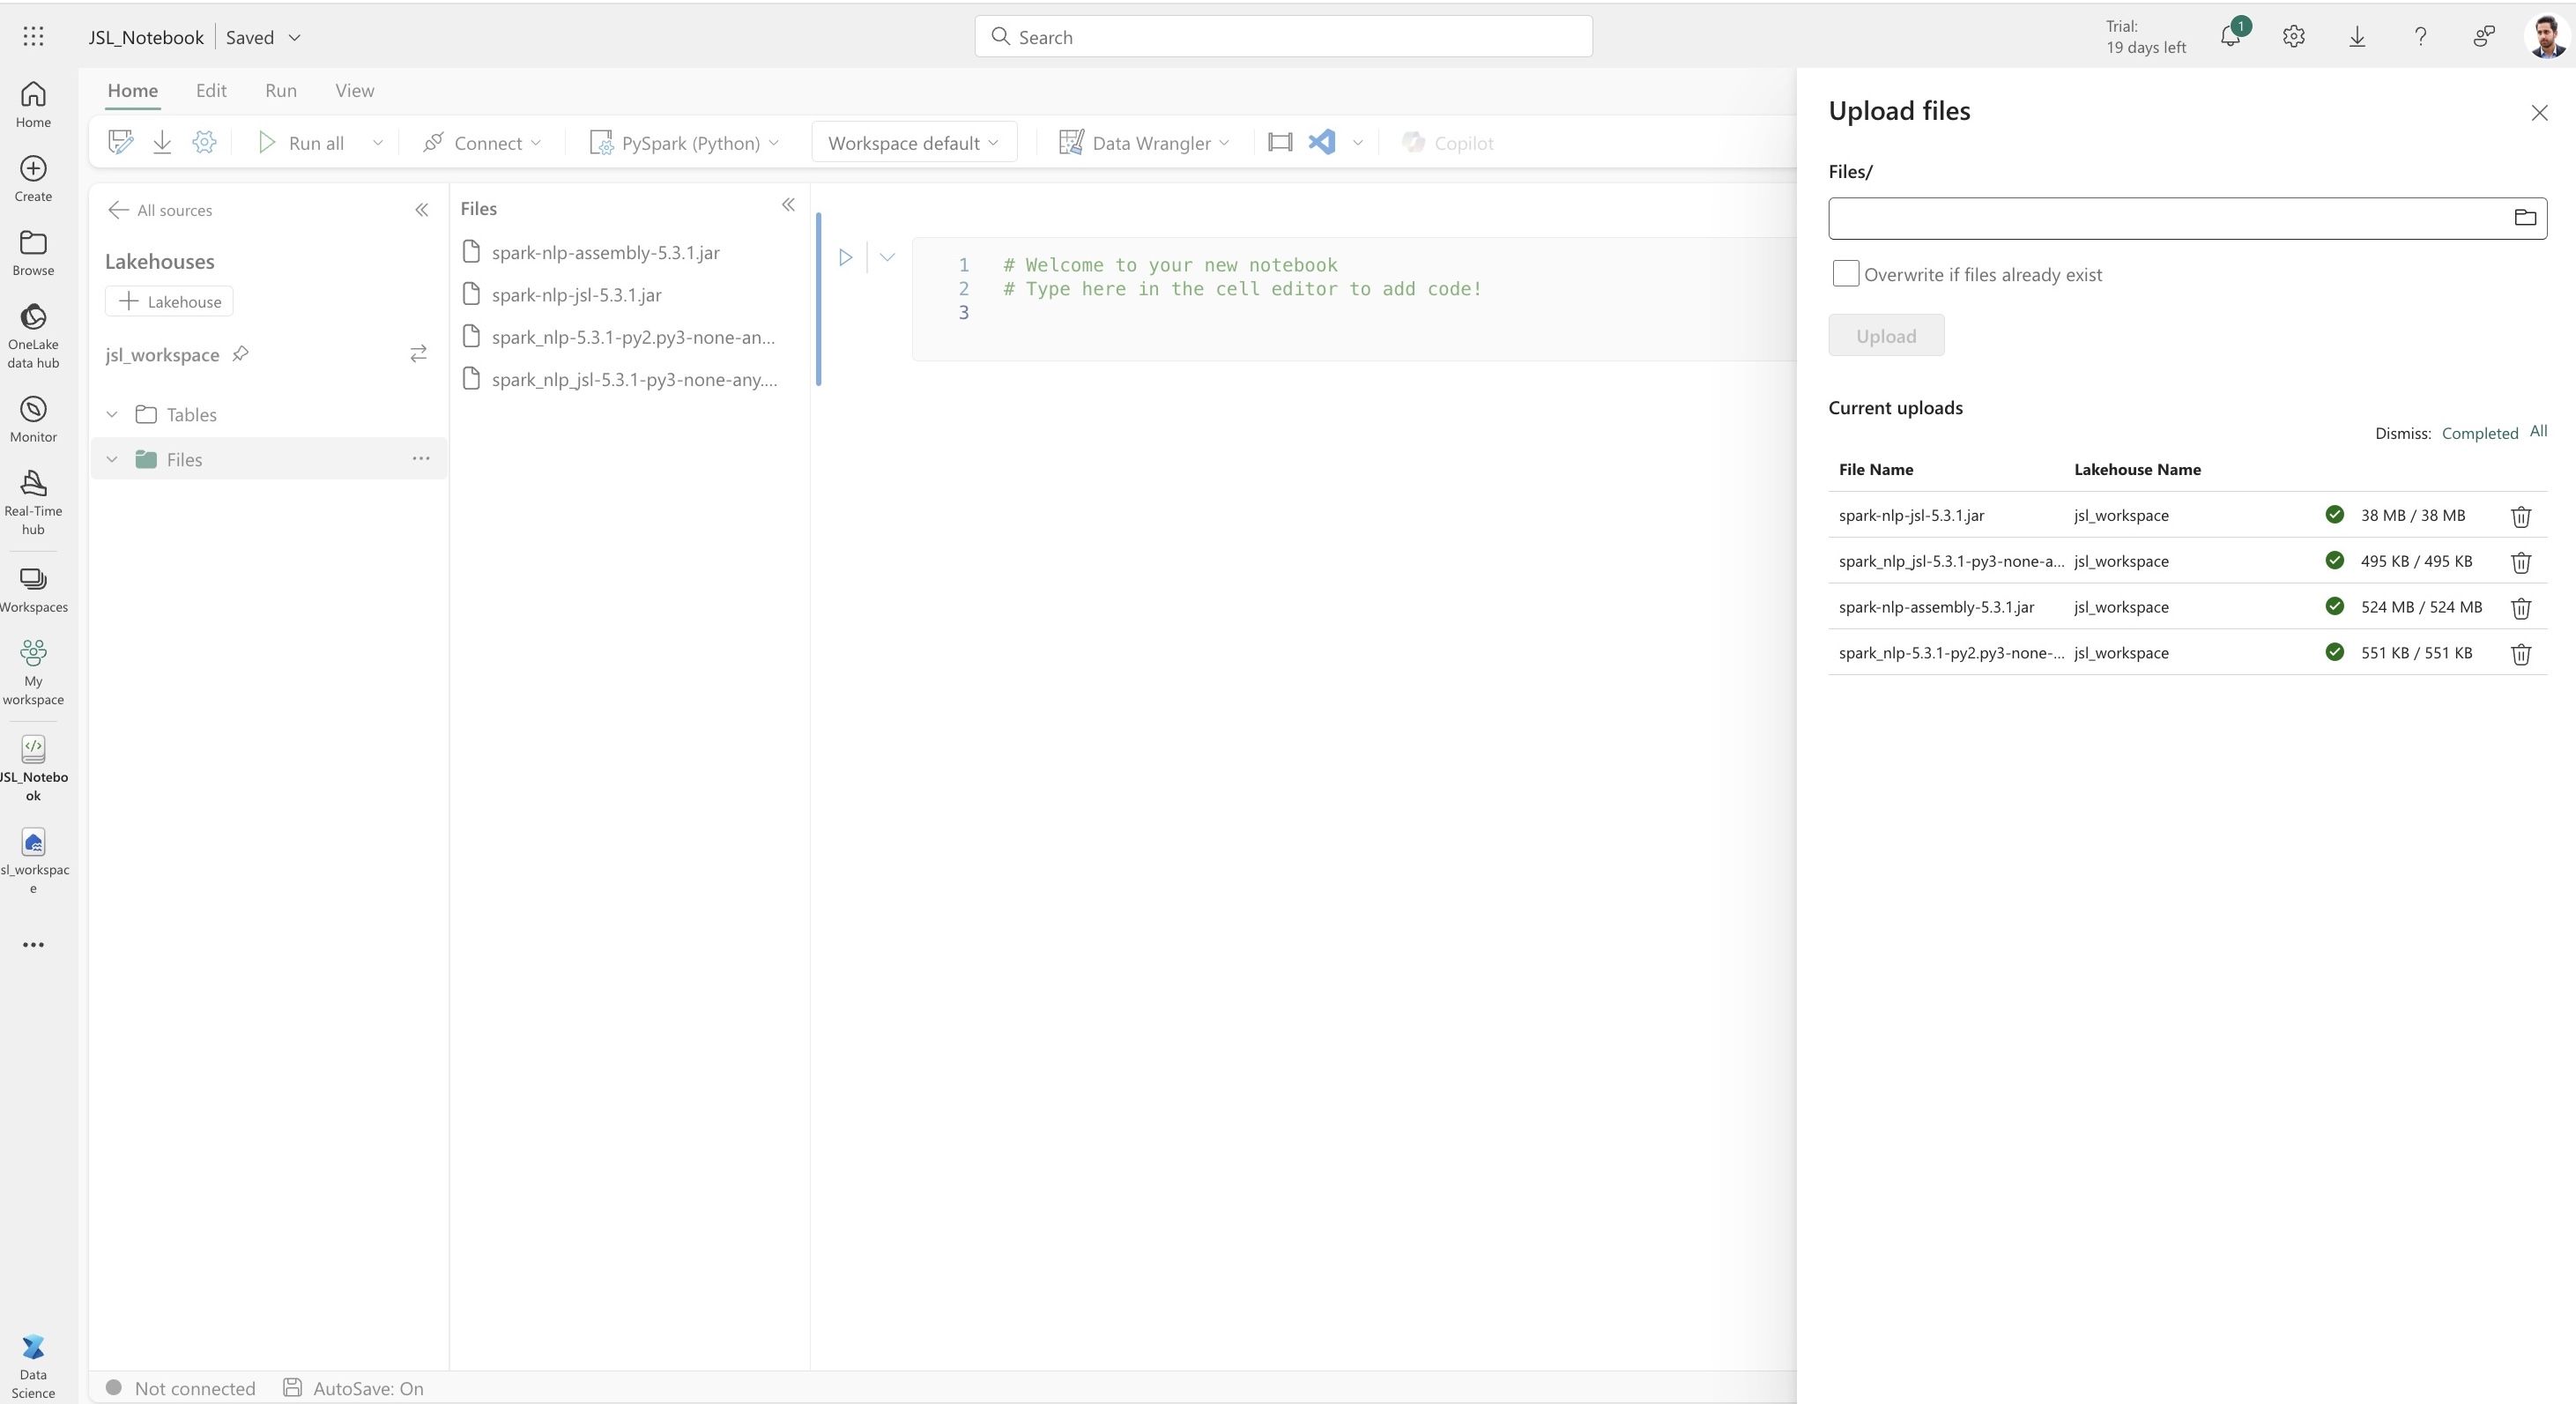 JSL_Notebook
Saved
Search
Trial:
19 days left
1
Home
Create
Browse
OneLake
data hub
Monitor
Real-Time
hub
Workspaces
My
workspace
JSL_Notebo
ok
sl_workspac
e
Data
Science
Home Edit Run View
Run all
Connect
PySpark (Python)
Workspace default
Data Wrangler
Copilot
All sources
Lakehouses
Lakehouse
jsl_workspace
Tables
Files
...
Files
spark-nlp-assembly-5.3.1.jar
spark-nlp-jsl-5.3.1.jar
spark_nlp-5.3.1-py2.py3-none-an...
spark_nlp_jsl-5.3.1-py3-none-any....
1 # Welcome to your new notebook
2 # Type here in the cell editor to add code!
3
Not connected
AutoSave: On
Upload files
Files/
Overwrite if files already exist
Upload
Current uploads
Dismiss: Completed All
File Name Lakehouse Name
spark-nlp-jsl-5.3.1.jar jsl_workspace 38 MB / 38 MB
spark_nlp_jsl-5.3.1-py3-none-a... jsl_workspace 495 KB / 495 KB
spark-nlp-assembly-5.3.1.jar jsl_workspace 524 MB / 524 MB
spark_nlp-5.3.1-py2.py3-none-... jsl_workspace 551 KB / 551 KB